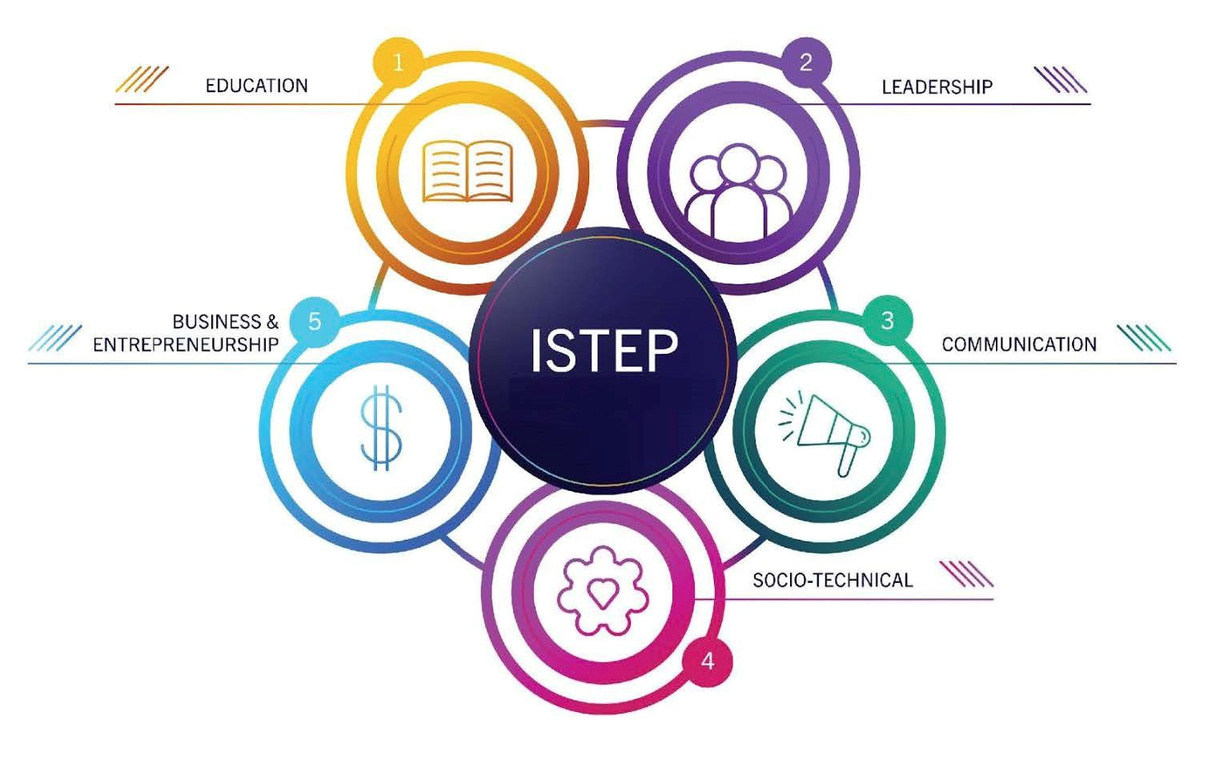 1
EDUCATION
2
LEADERSHIP
ISTEP
5
BUSINESS &
ENTREPRENEURSHIP
3
COMMUNICATION
$
SOCIO-TECHNICAL
4